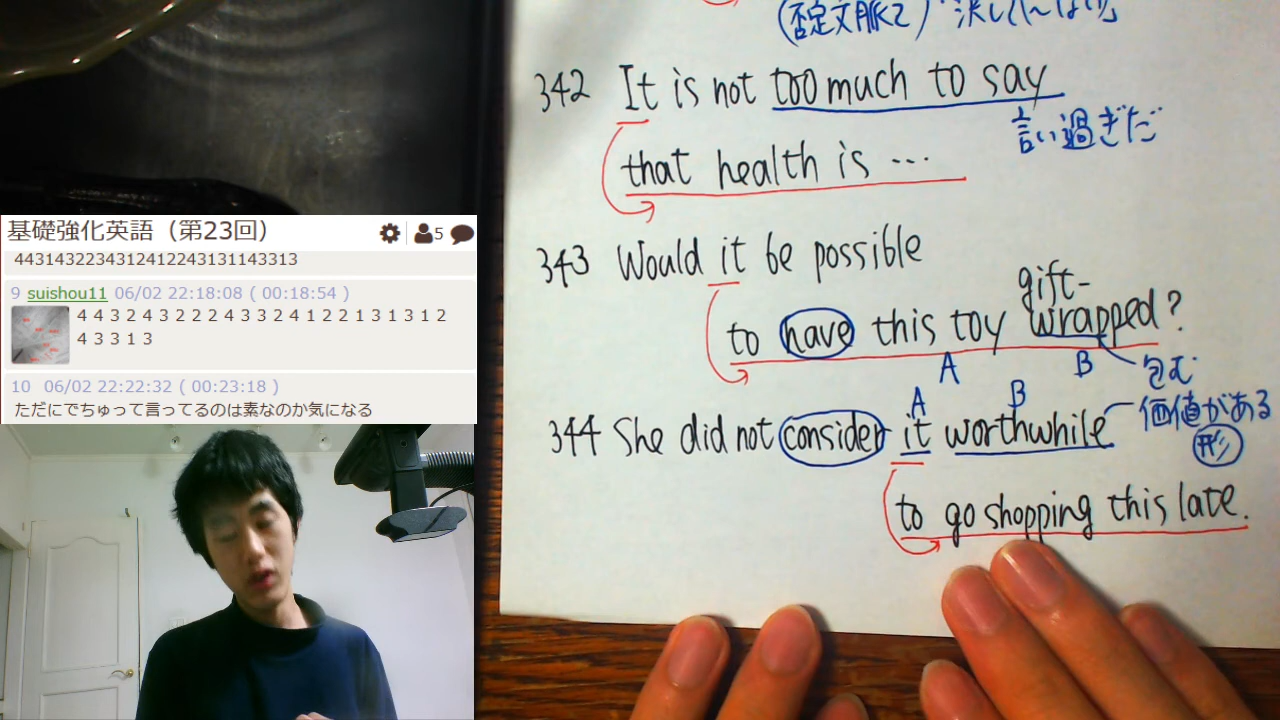 (否定文脈で)「決して〜ない」
342 It is not too much to say
言い過ぎだ
that health is ...
343 Would it be possible
gift-
to have this toy wrapped?
A B 包む
A B 価値がある
344 She did not consider it worthwhile
形
to go shopping this late.
基礎強化英語（第23回）
5
4431432234312412243131143313
9 suishou11 06/02 22:18:08 ( 00:18:54 )
4 4 3 2 4 3 2 2 2 4 3 3 2 4 1 2 2 1 3 1 3 1 2
4 3 3 1 3
10 06/02 22:22:32 ( 00:23:18 )
ただにでちゅって言ってるのは素なのか気になる